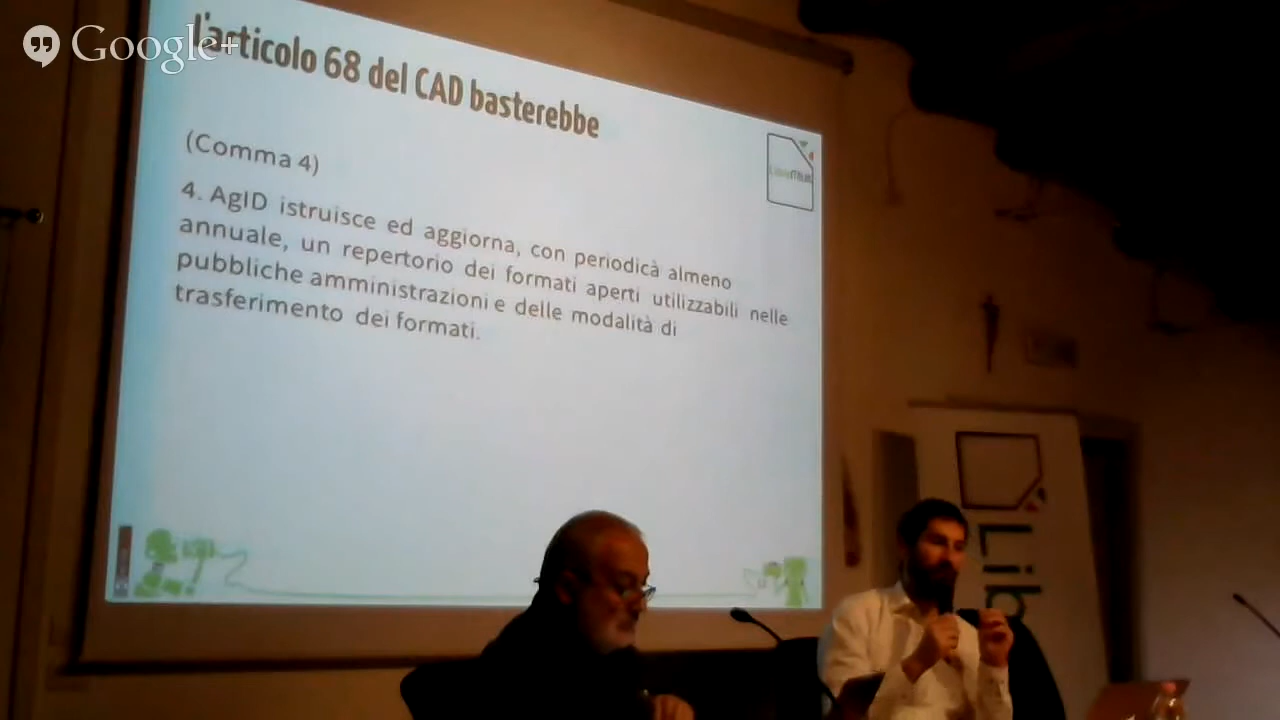 Google+
l'articolo 68 del CAD basterebbe
(Comma 4)
4. AgID istruisce ed aggiorna, con periodicà almeno
annuale, un repertorio dei formati aperti utilizzabili nelle
pubbliche amministrazioni e delle modalità di
trasferimento dei formati.
Lib